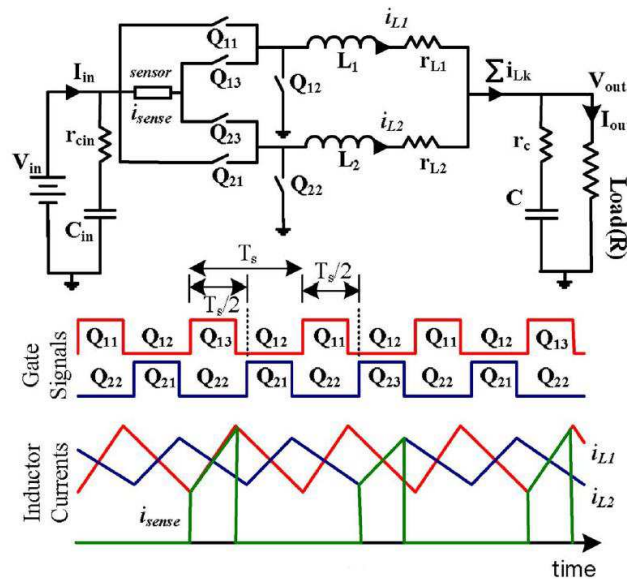 Q11
iL1
Iin
sensor
Q13
L1
rL1
Q12
∑ iLk
Vout
isense
iL2
Iout
rcin
Q23
rc
Vin
L2
rL2
Q21
Q22
Cin
C
Load(R)
Ts
Ts/2
Ts/2
Gate Signals
Q11 Q12 Q13 Q12 Q11 Q12 Q11 Q12 Q13
Q22 Q21 Q22 Q21 Q22 Q23 Q22 Q21 Q22
Inductor Currents
iL1
iL2
isense
time